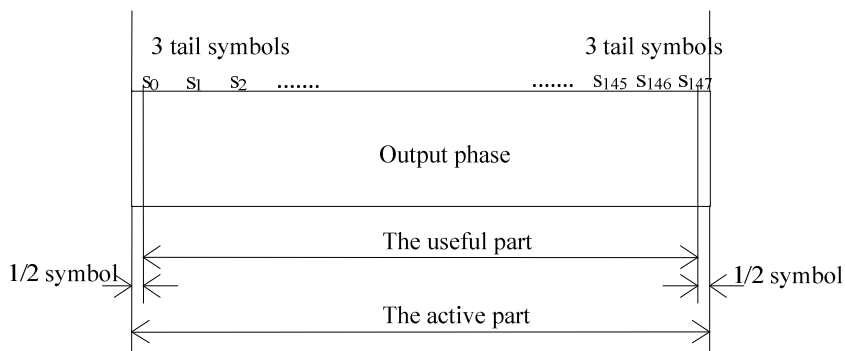 3 tail symbols 3 tail symbols
s0 s1 s2 ....... ....... s145 s146 s147
Output phase
The useful part
1/2 symbol 1/2 symbol
The active part